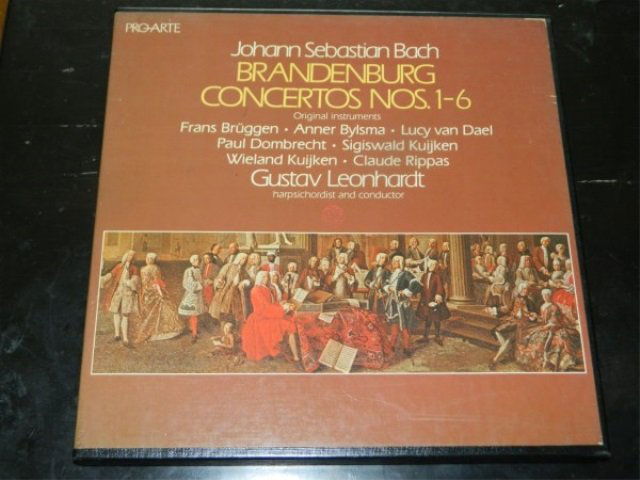 PRO-ARTE
Johann Sebastian Bach
BRANDENBURG
CONCERTOS NOS. 1-6
Original instruments
Frans Brüggen • Anner Bylsma • Lucy van Dael
Paul Dombrecht • Sigiswald Kuijken
Wieland Kuijken • Claude Rippas
Gustav Leonhardt
harpsichordist and conductor